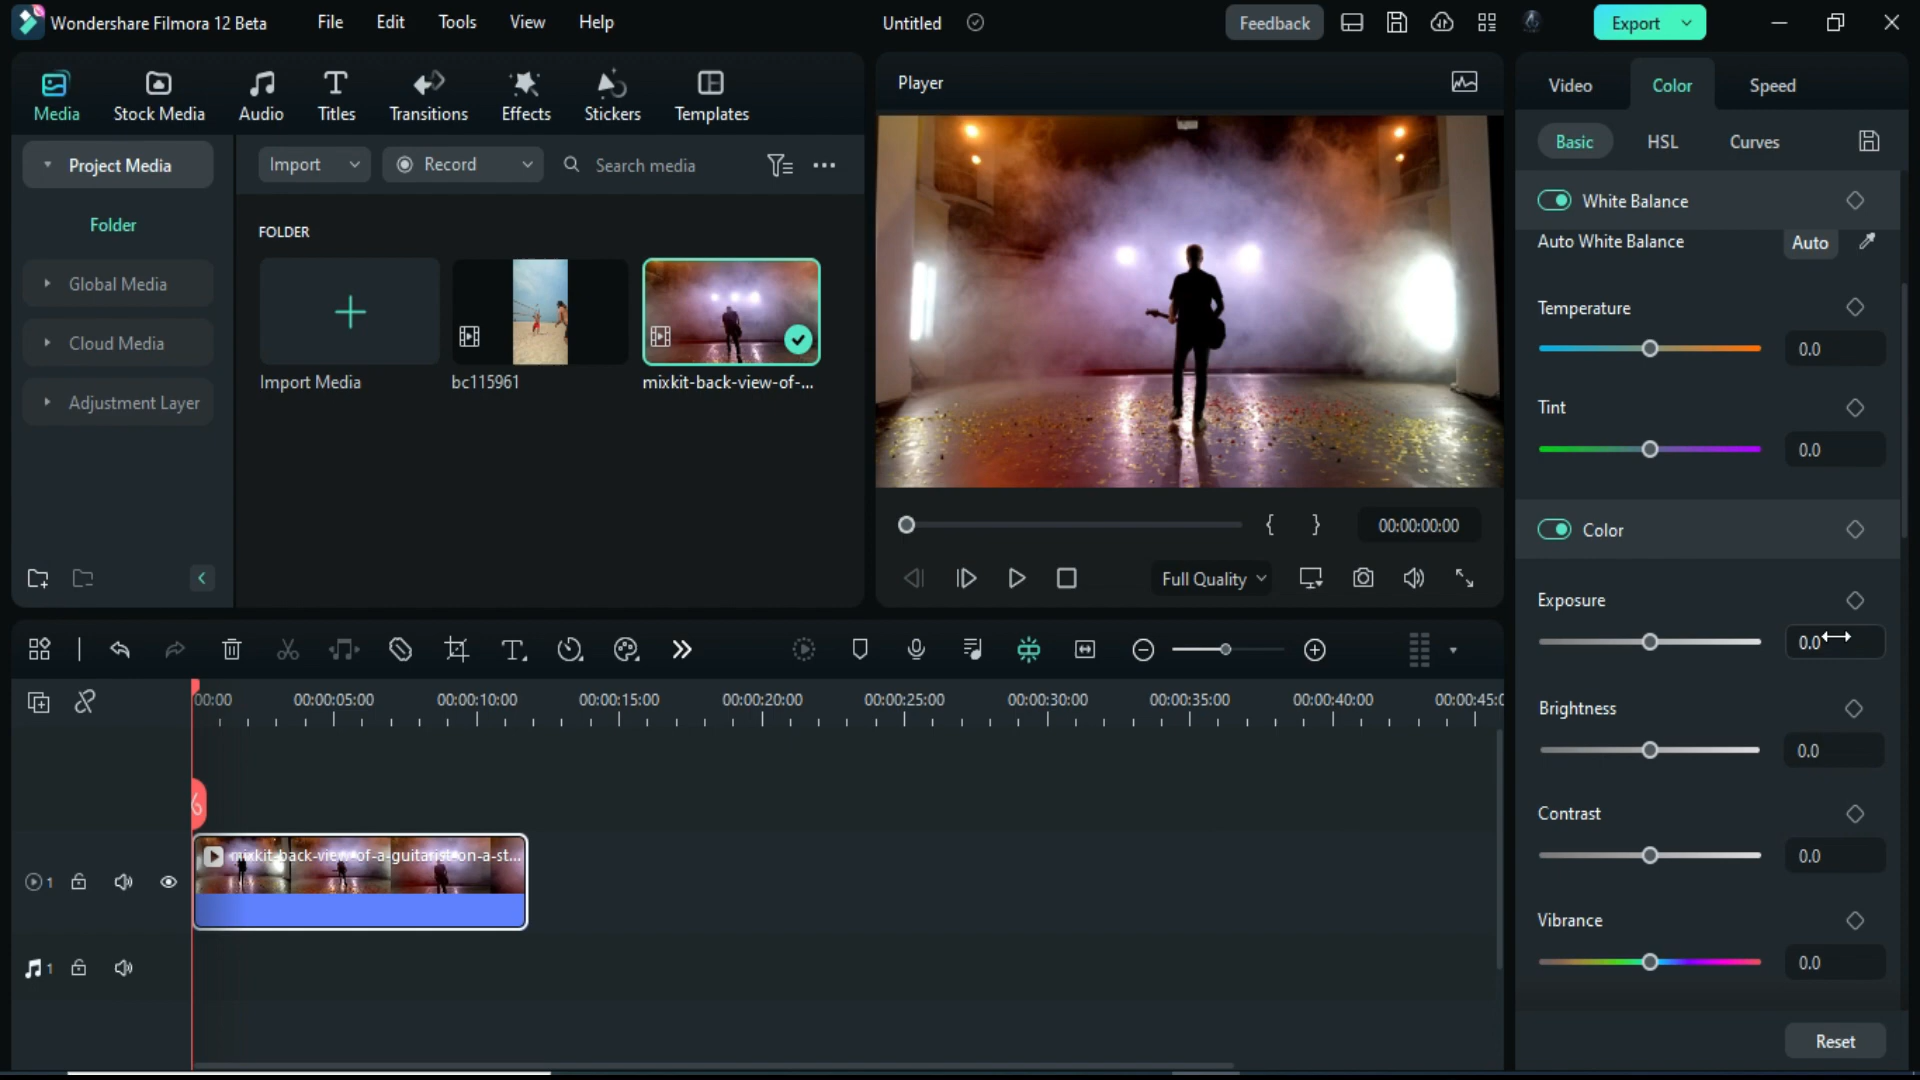 Wondershare Filmora 12 Beta
File
Edit
Tools
View
Help
Untitled
Feedback
Export
Media
Stock Media
Audio
Titles
Transitions
Effects
Stickers
Templates
Project Media
Folder
Global Media
Cloud Media
Adjustment Layer
Import
Record
Search media
FOLDER
Import Media
bc115961
mixkit-back-view-of-...
Player
00:00:00:00
Full Quality
Video
Color
Speed
Basic
HSL
Curves
White Balance
Auto White Balance
Auto
Temperature
0.0
Tint
0.0
Color
Exposure
0.0
Brightness
0.0
Contrast
0.0
Vibrance
0.0
Reset
00:00
00:00:05:00
00:00:10:00
00:00:15:00
00:00:20:00
00:00:25:00
00:00:30:00
00:00:35:00
00:00:40:00
00:00:45:0
mixkit-back-view-of-a-guitarist-on-a-st...
1
1